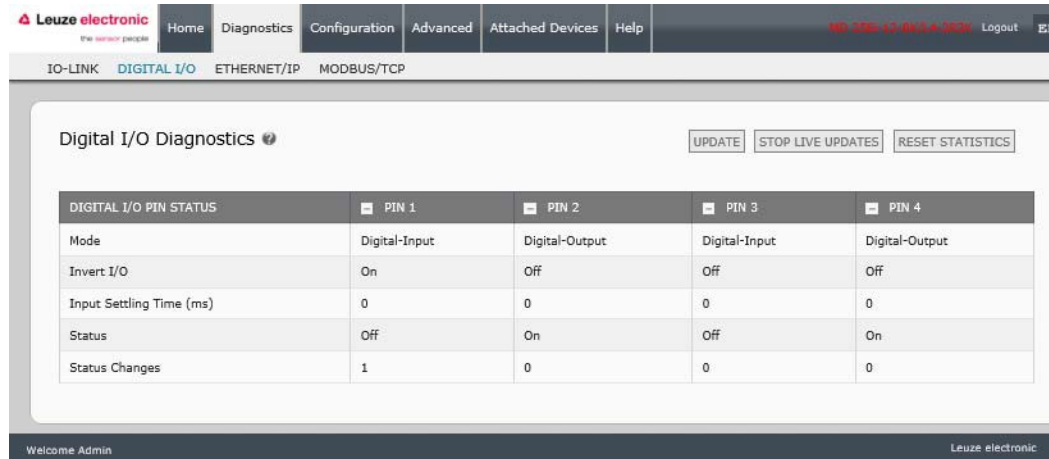 Leuze electronic
the sensor people
Home Diagnostics Configuration Advanced Attached Devices Help Logout
IO-LINK DIGITAL I/O ETHERNET/IP MODBUS/TCP
Digital I/O Diagnostics
UPDATE STOP LIVE UPDATES RESET STATISTICS
DIGITAL I/O PIN STATUS PIN 1 PIN 2 PIN 3 PIN 4
Mode Digital-Input Digital-Output Digital-Input Digital-Output
Invert I/O On Off Off Off
Input Settling Time (ms) 0 0 0 0
Status Off On Off On
Status Changes 1 0 0 0
Welcome Admin Leuze electronic